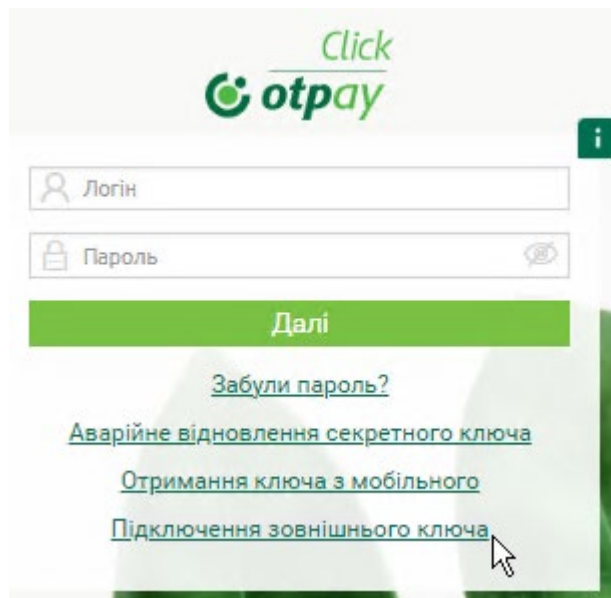 Click
otpay
i
Логін
Пароль
Далі
Забули пароль?
Аварійне відновлення секретного ключа
Отримання ключа з мобільного
Підключення зовнішнього ключа